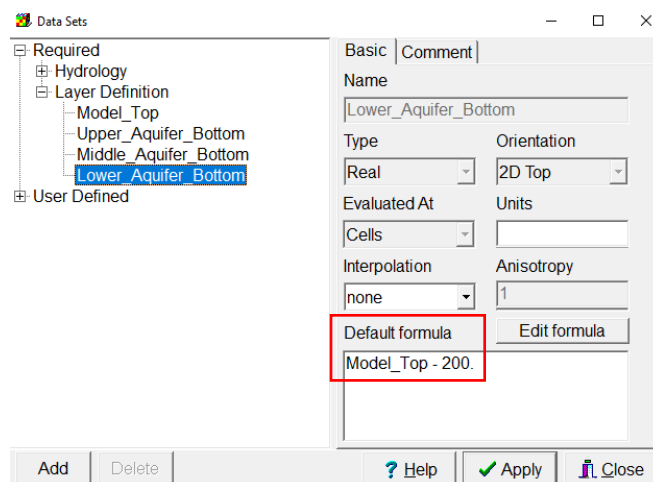 Data Sets
Required
Hydrology
Layer Definition
Model_Top
Upper_Aquifer_Bottom
Middle_Aquifer_Bottom
Lower_Aquifer_Bottom
User Defined
Basic
Comment
Name
Lower_Aquifer_Bottom
Type
Orientation
Real
2D Top
Evaluated At
Units
Cells
Interpolation
Anisotropy
none
1
Default formula
Edit formula
Model_Top - 200.
Add
Delete
? Help
Apply
Close